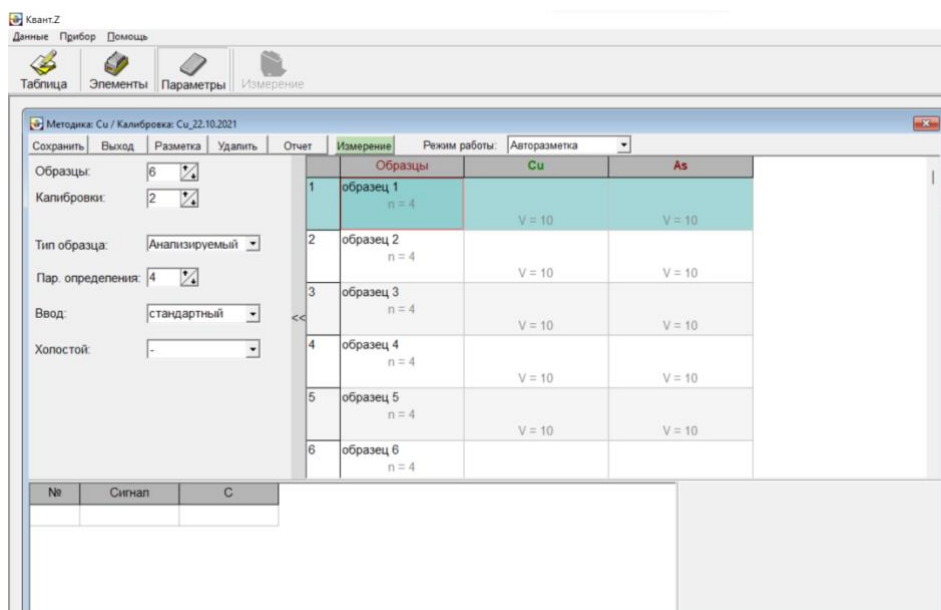 Квант.Z
Данные Прибор Помощь
Таблица Элементы Параметры Измерение
Методика: Cu / Калибровка: Cu_22.10.2021
Сохранить Выход Разметка Удалить Отчет Измерение Режим работы: Авторазметка
Образцы: 6
Калибровки: 2
Тип образца: Анализируемый
Пар. определения: 4
Ввод: стандартный
Холостой: -
<<
Образцы Cu As
1 образец 1
n = 4
V = 10 V = 10
2 образец 2
n = 4
V = 10 V = 10
3 образец 3
n = 4
V = 10 V = 10
4 образец 4
n = 4
V = 10 V = 10
5 образец 5
n = 4
V = 10 V = 10
6 образец 6
n = 4
№ Сигнал C